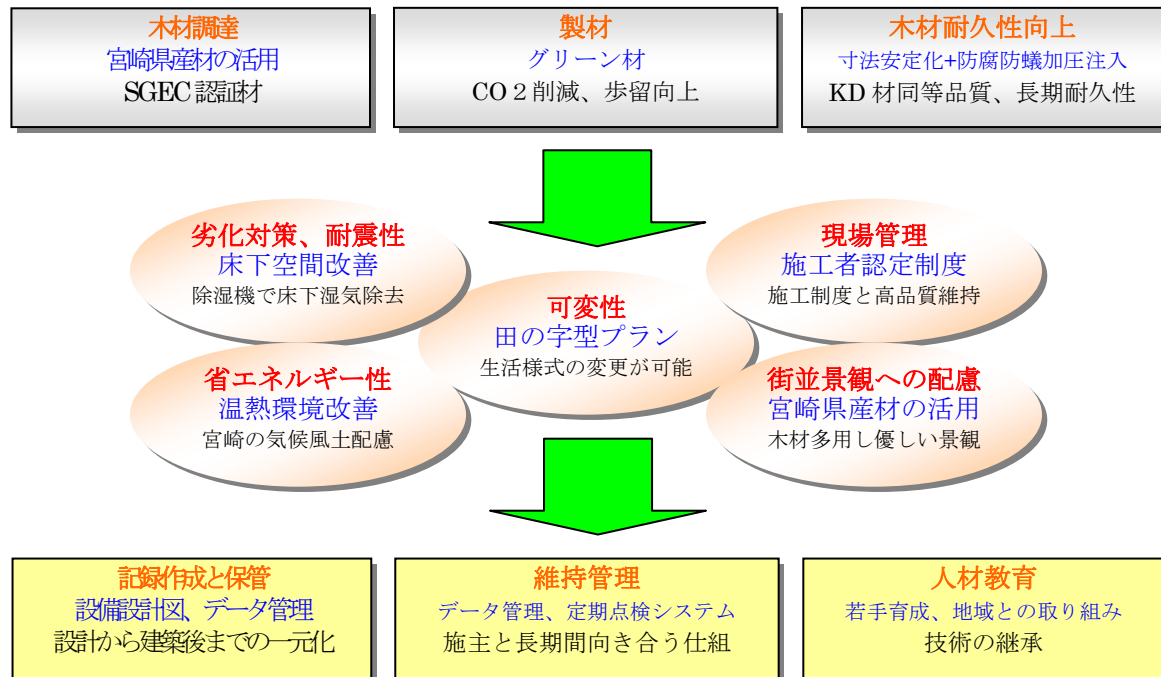 木材調達
宮崎県産材の活用
SGEC 認証材
製材
グリーン材
CO２削減、歩留向上
木材耐久性向上
寸法安定化+防腐防蟻加圧注入
KD 材同等品質、長期耐久性
劣化対策、耐震性
床下空間改善
除湿機で床下湿気除去
現場管理
施工者認定制度
施工制度と高品質維持
可変性
田の字型プラン
生活様式の変更が可能
省エネルギー性
温熱環境改善
宮崎の気候風土配慮
街並景観への配慮
宮崎県産材の活用
木材多用し優しい景観
記録作成と保管
設備設計図、データ管理
設計から建築後までの一元化
維持管理
データ管理、定期点検システム
施主と長期間向き合う仕組
人材教育
若手育成、地域との取り組み
技術の継承